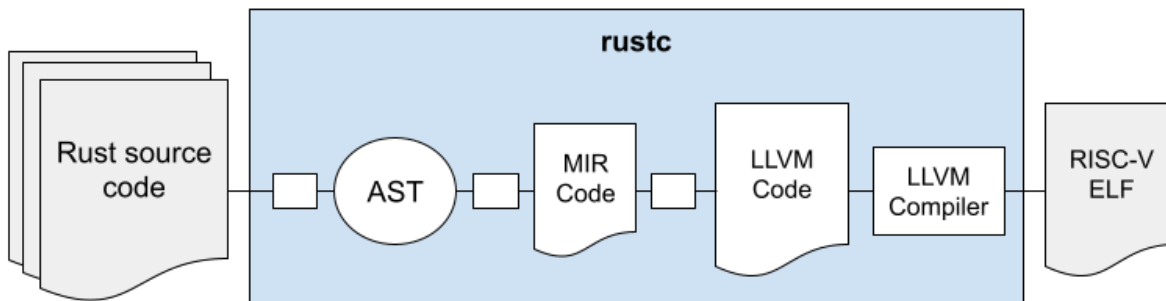 rustc
Rust source
code
AST
MIR
Code
LLVM
Code
LLVM
Compiler
RISC-V
ELF